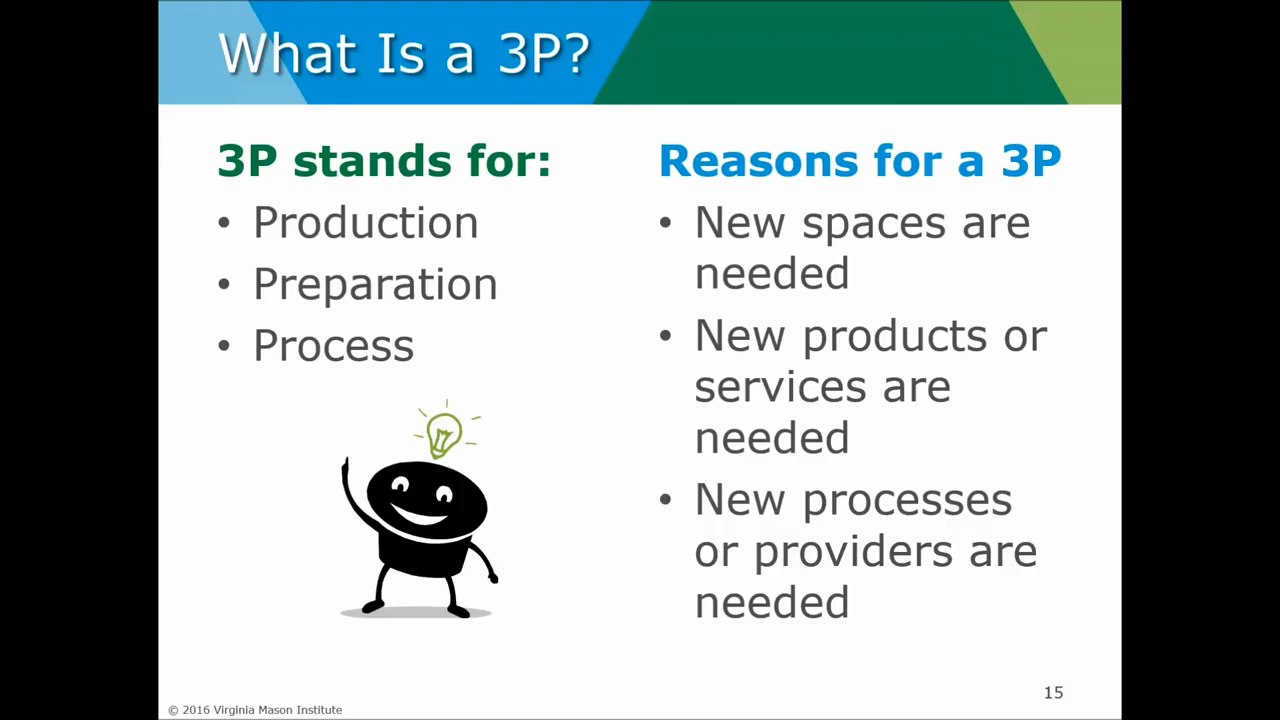 What Is a 3P?
3P stands for:
• Production
• Preparation
• Process
Reasons for a 3P
• New spaces are
needed
• New products or
services are
needed
• New processes
or providers are
needed
15
© 2016 Virginia Mason Institute